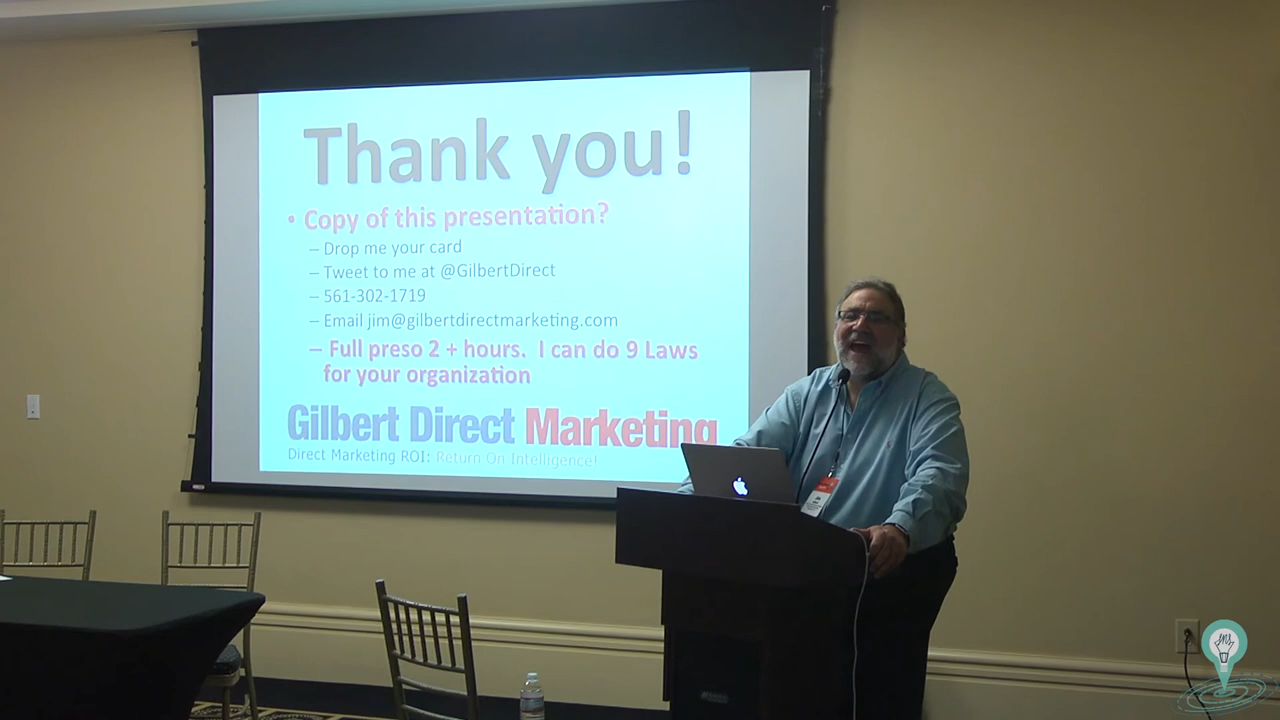 Thank you!
• Copy of this presentation?
– Drop me your card
– Tweet to me at @GilbertDirect
– 561-302-1719
– Email jim@gilbertdirectmarketing.com
– Full preso 2 + hours. I can do 9 Laws
for your organization
Gilbert Direct Marketing
Direct Marketing ROI: Return On Intelligence!